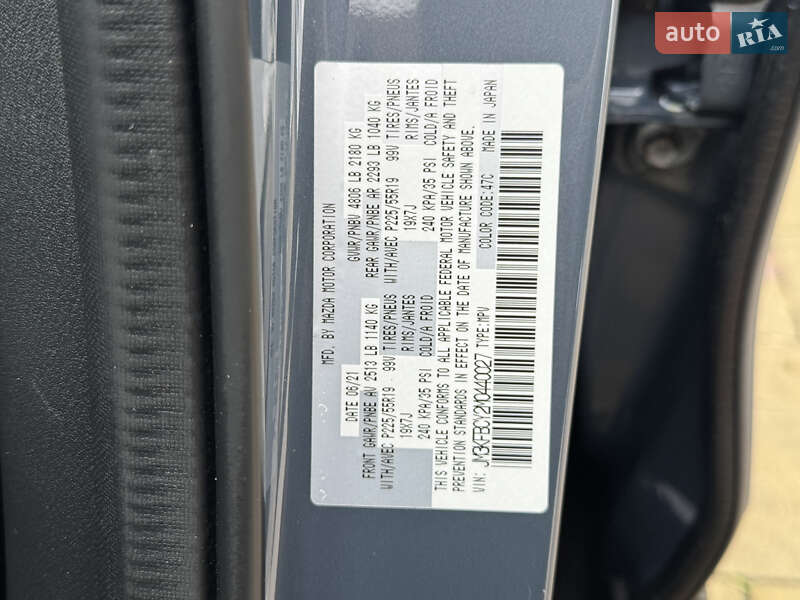 auto RIA.com
MFD. BY MAZDA MOTOR CORPORATION
DATE 06/21 GVWR/PNBV 4806 LB 2180 KG
FRONT GAWR/PNBE AV 2513 LB 1140 KG REAR GAWR/PNBE AR 2293 LB 1040 KG
WITH/AVEC P225/55R19 99V TIRES/PNEUS WITH/AVEC P225/55R19 99V TIRES/PNEUS
19X7J RIMS/JANTES 19X7J RIMS/JANTES
240 KPA/35 PSI COLD/A FROID 240 KPA/35 PSI COLD/A FROID
THIS VEHICLE CONFORMS TO ALL APPLICABLE FEDERAL MOTOR VEHICLE SAFETY AND THEFT
PREVENTION STANDARDS IN EFFECT ON THE DATE OF MANUFACTURE SHOWN ABOVE.
VIN: JM3KFBCY2M0440027 TYPE:MPV COLOR CODE:47C MADE IN JAPAN